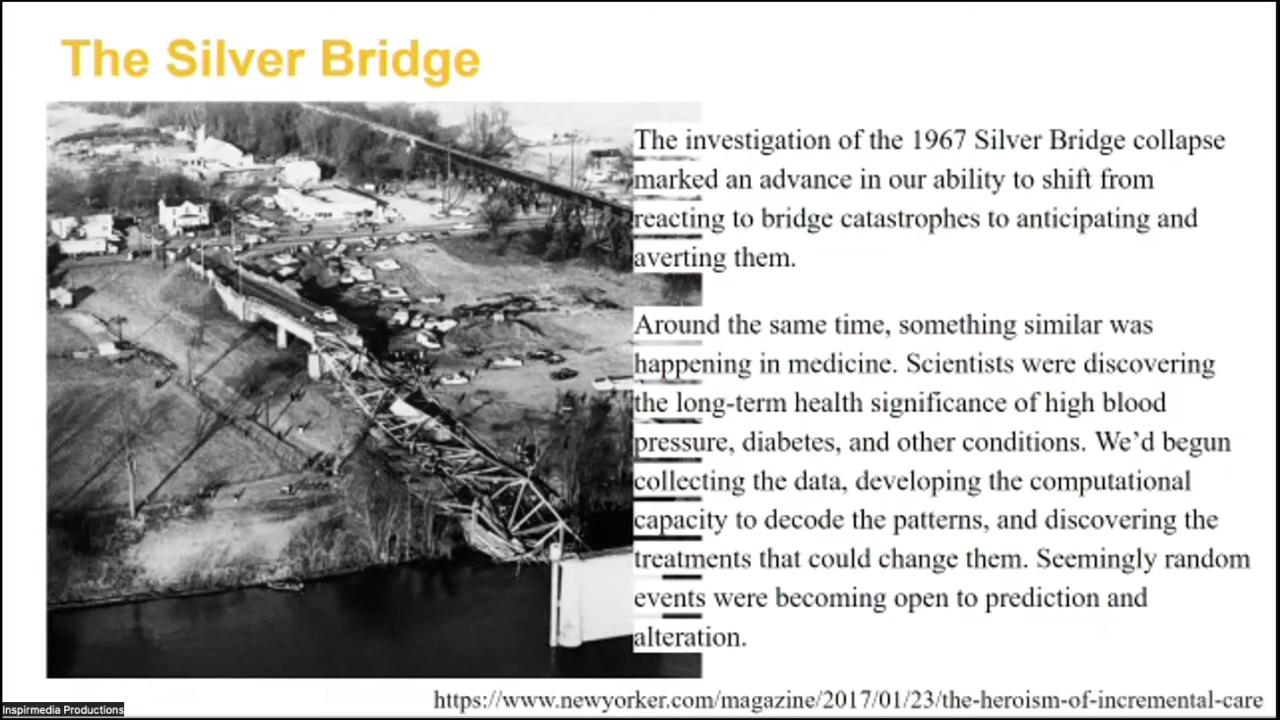 The Silver Bridge
The investigation of the 1967 Silver Bridge collapse
marked an advance in our ability to shift from
reacting to bridge catastrophes to anticipating and
averting them.
Around the same time, something similar was
happening in medicine. Scientists were discovering
the long-term health significance of high blood
pressure, diabetes, and other conditions. We’d begun
collecting the data, developing the computational
capacity to decode the patterns, and discovering the
treatments that could change them. Seemingly random
events were becoming open to prediction and
alteration.
https://www.newyorker.com/magazine/2017/01/23/the-heroism-of-incremental-care
Inspirmedia Productions